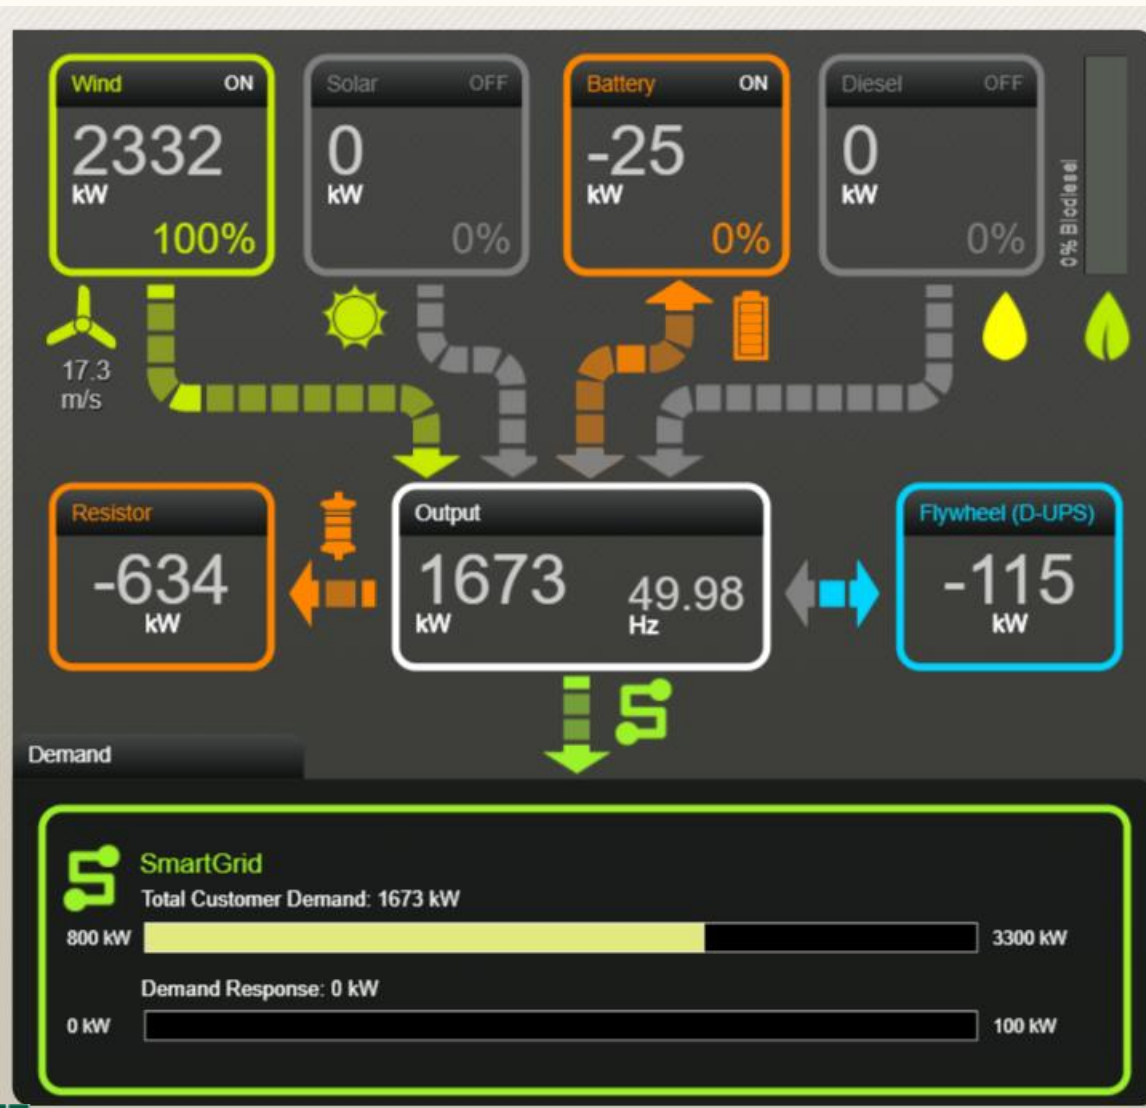 Wind ON
2332
kW
100%
Solar OFF
0
kW
0%
Battery ON
-25
kW
0%
Diesel OFF
0
kW
0%
0% Biodiesel
17.3
m/s
Resistor
-634
kW
Output
1673
kW
49.98
Hz
Flywheel (D-UPS)
-115
kW
Demand
SmartGrid
Total Customer Demand: 1673 kW
800 kW 3300 kW
Demand Response: 0 kW
0 kW 100 kW